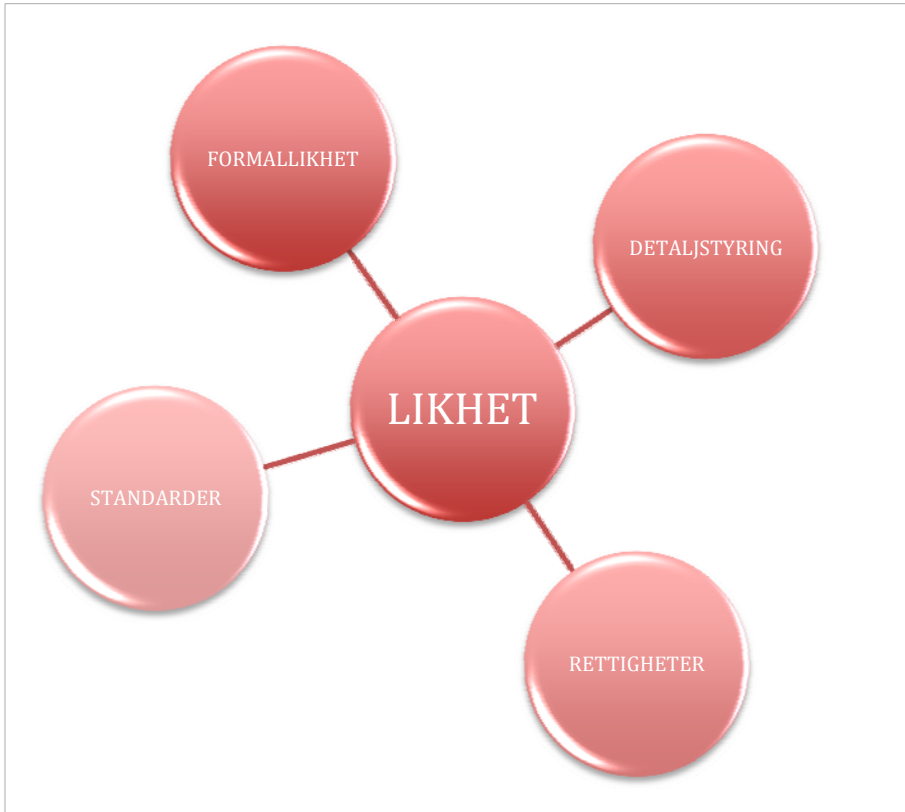 FORMALLIKHET
DETALJSTYRING
LIKHET
STANDARDER
RETTIGHETER